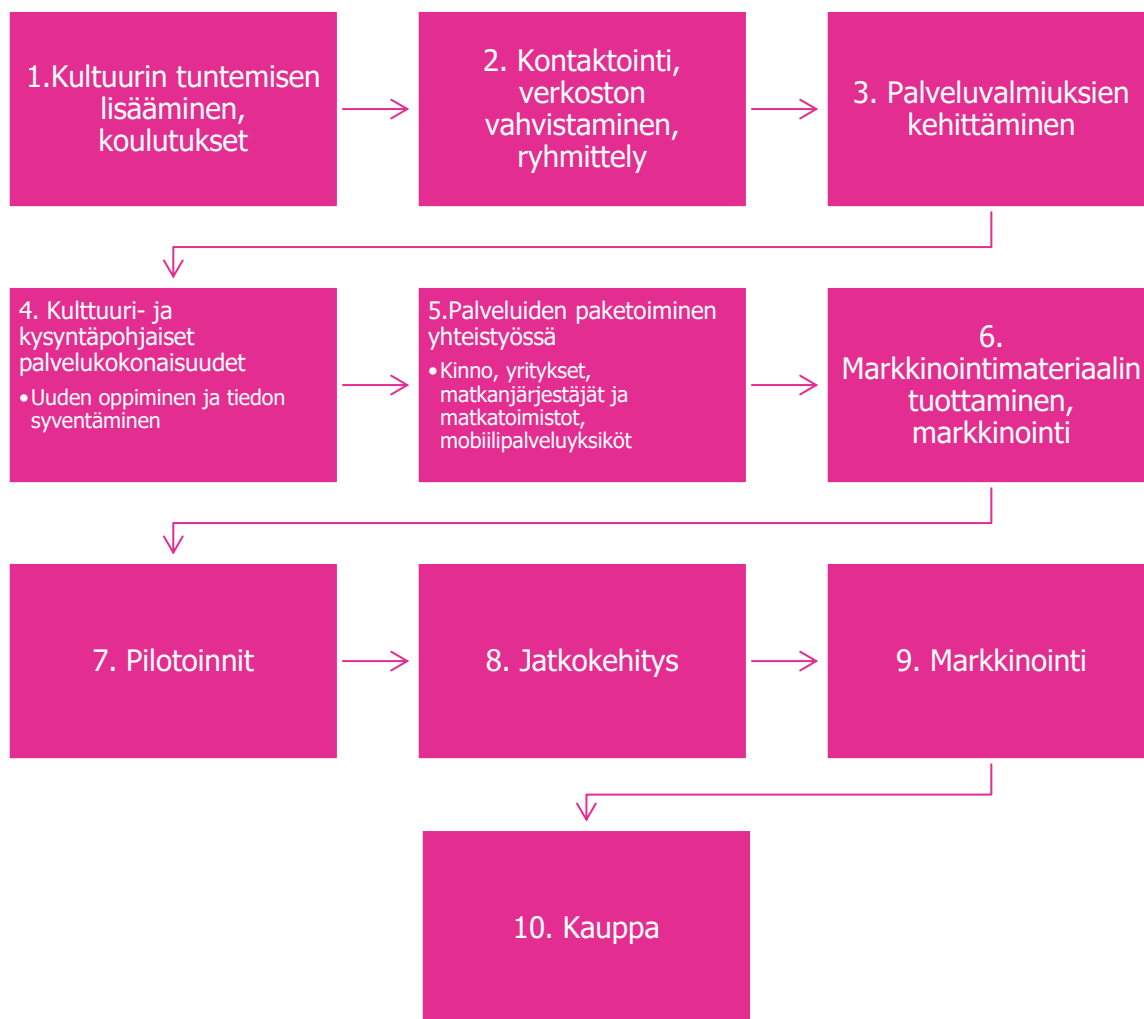 1.Kultuurin tuntemisen
lisääminen,
koulutukset
2. Kontaktointi,
verkoston
vahvistaminen,
ryhmittely
3. Palveluvalmiuksien
kehittäminen
4. Kulttuuri- ja
kysyntäpohjaiset
palvelukokonaisuudet
•Uuden oppiminen ja tiedon
syventäminen
5.Palveluiden paketoiminen
yhteistyössä
•Kinno, yritykset,
matkanjärjestäjät ja
matkatoimistot,
mobiilipalveluyksiköt
6.
Markkinointimateriaalin
tuottaminen,
markkinointi
7. Pilotoinnit
8. Jatkokehitys
9. Markkinointi
10. Kauppa